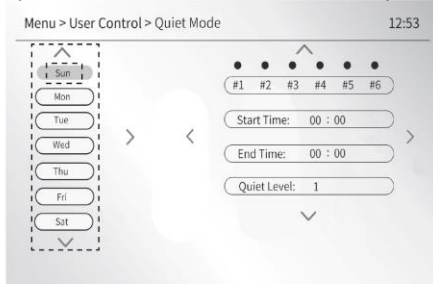 Menu > User Control > Quiet Mode 12:53
Sun
Mon
Tue
Wed
Thu
Fri
Sat
#1 #2 #3 #4 #5 #6
Start Time: 00 : 00
End Time: 00 : 00
Quiet Level: 1